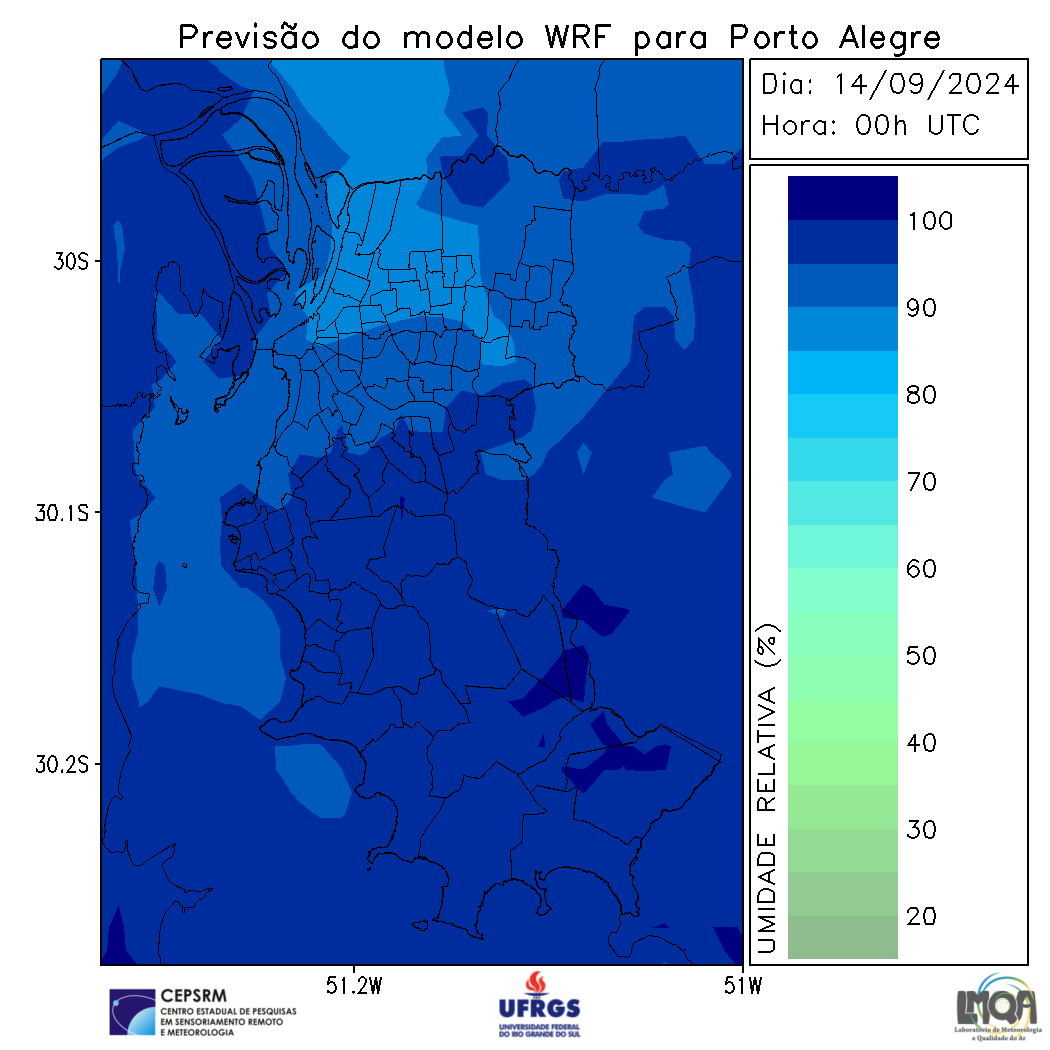 Previsão do modelo WRF para Porto Alegre
Dia: 14/09/2024
Hora: 00h UTC
30S
30.1S
30.2S
51.2W
51W
UMIDADE RELATIVA (%)
100
90
80
70
60
50
40
30
20
CEPSRM
CENTRO ESTADUAL DE PESQUISAS
EM SENSORIAMENTO REMOTO
E METEOROLOGIA
UFRGS
UNIVERSIDADE FEDERAL
DO RIO GRANDE DO SUL
LMQA
Laboratório de Meteorologia
e Qualidade do Ar